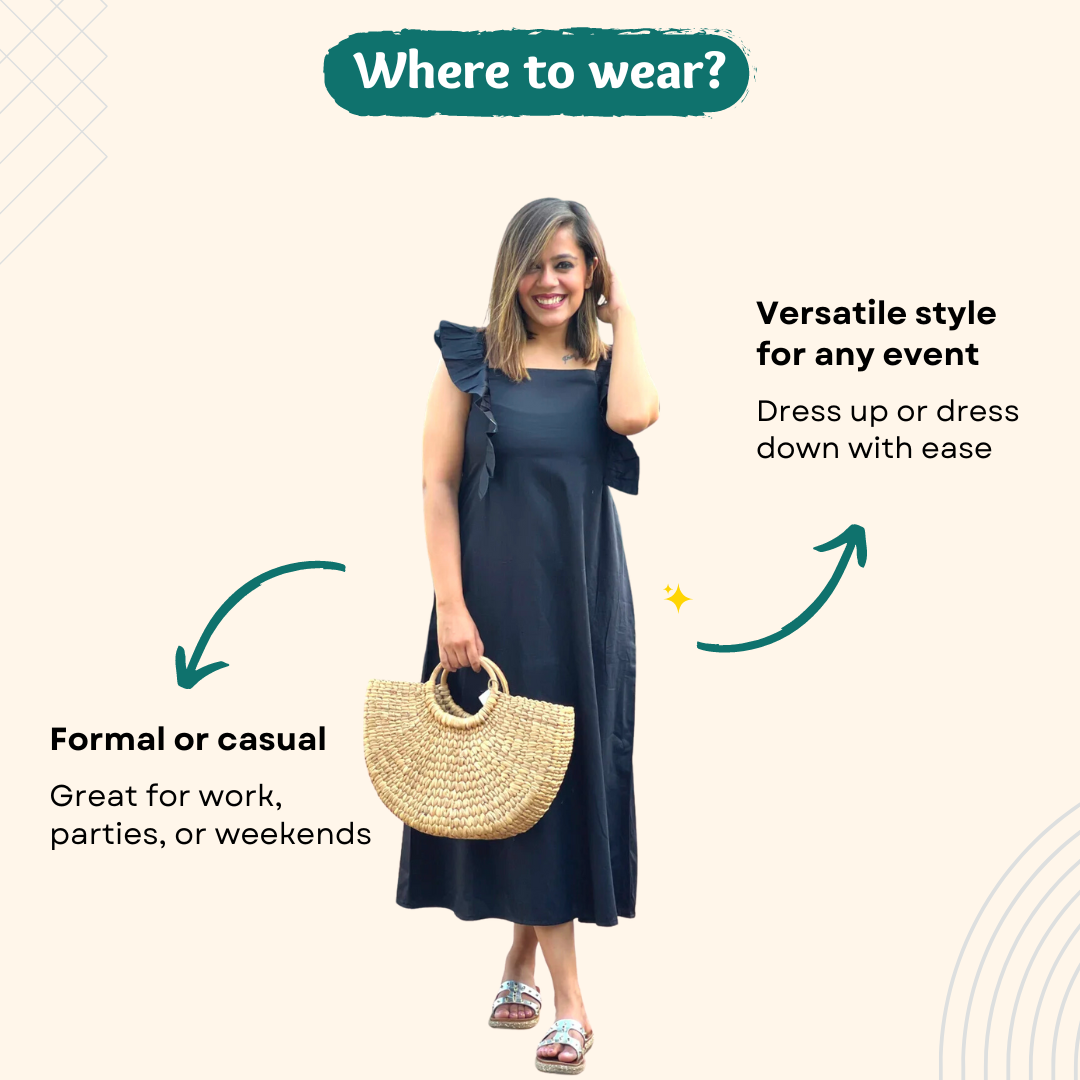 Where to wear?
Versatile style
for any event
Dress up or dress
down with ease
Formal or casual
Great for work,
parties, or weekends